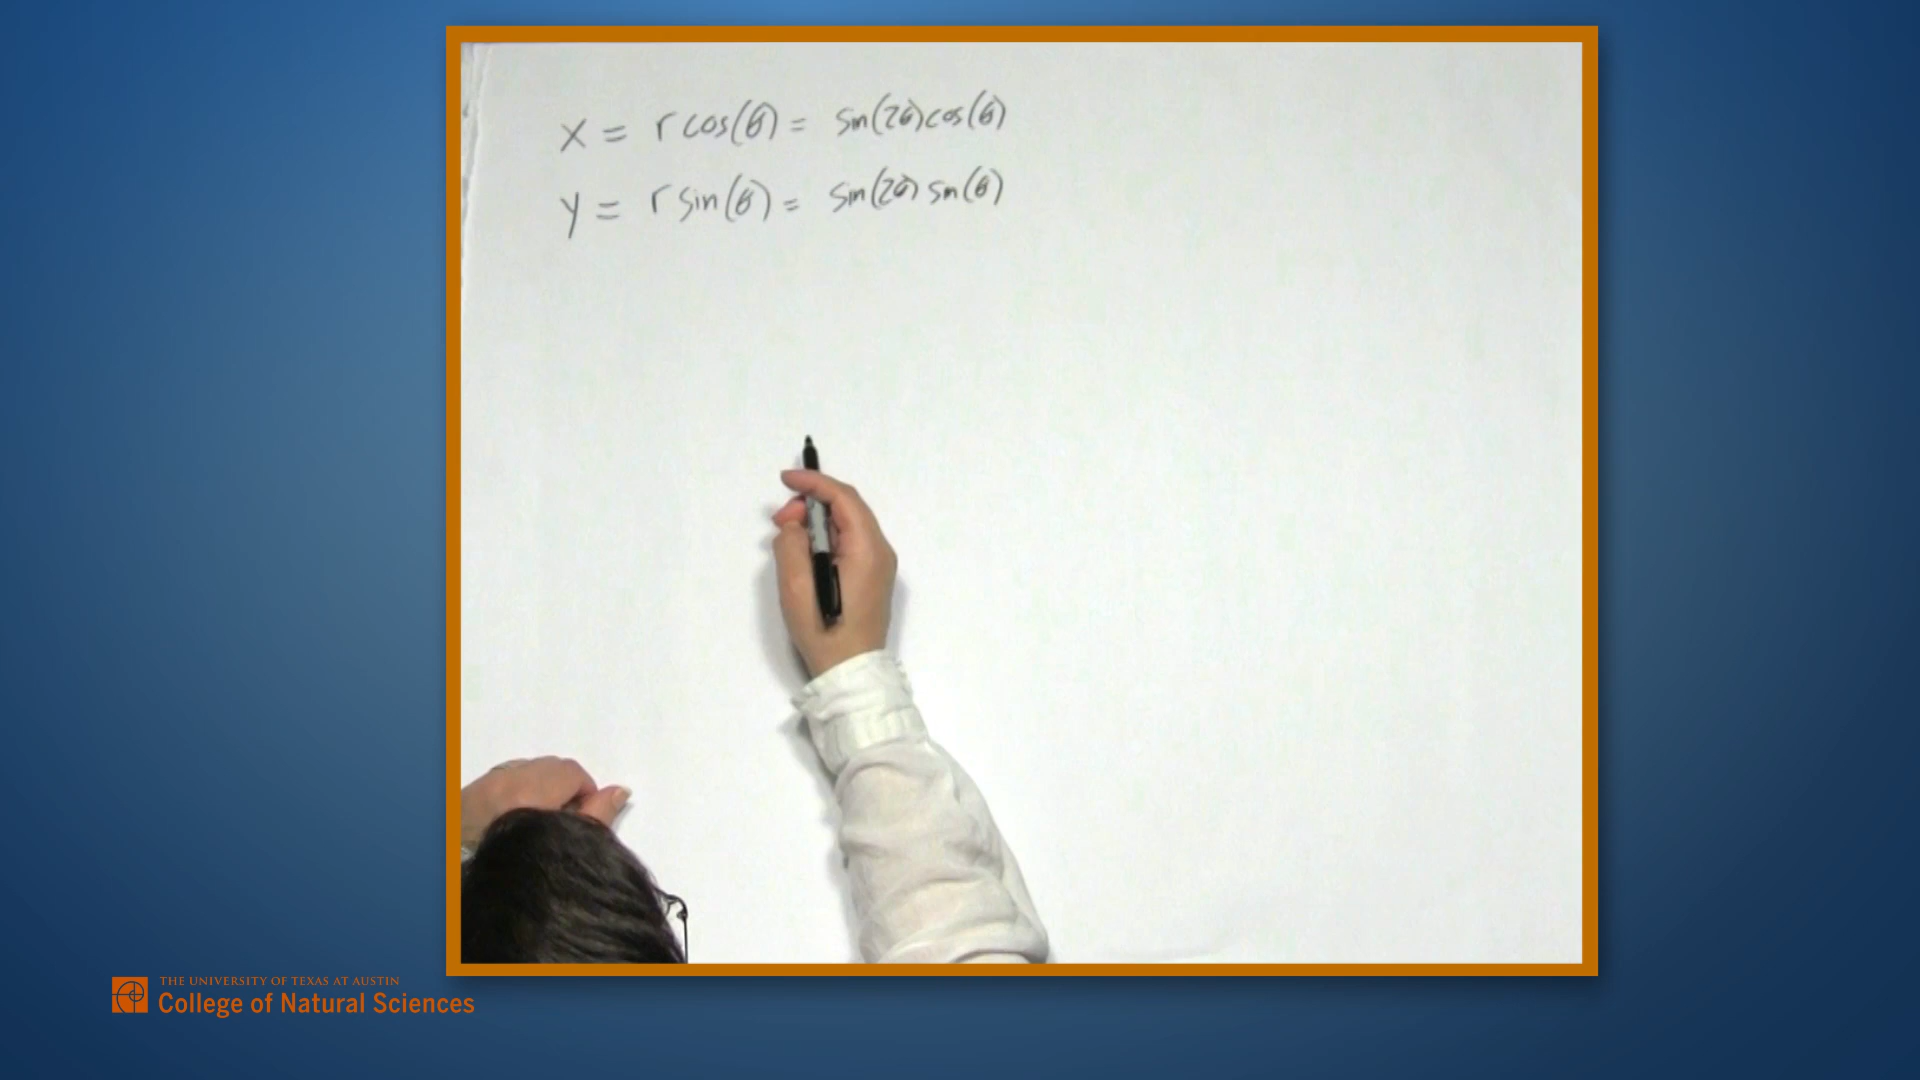 x = r cos(θ) = sin(2θ)cos(θ)
y = r sin(θ) = sin(2θ) sin(θ)
THE UNIVERSITY OF TEXAS AT AUSTIN
College of Natural Sciences